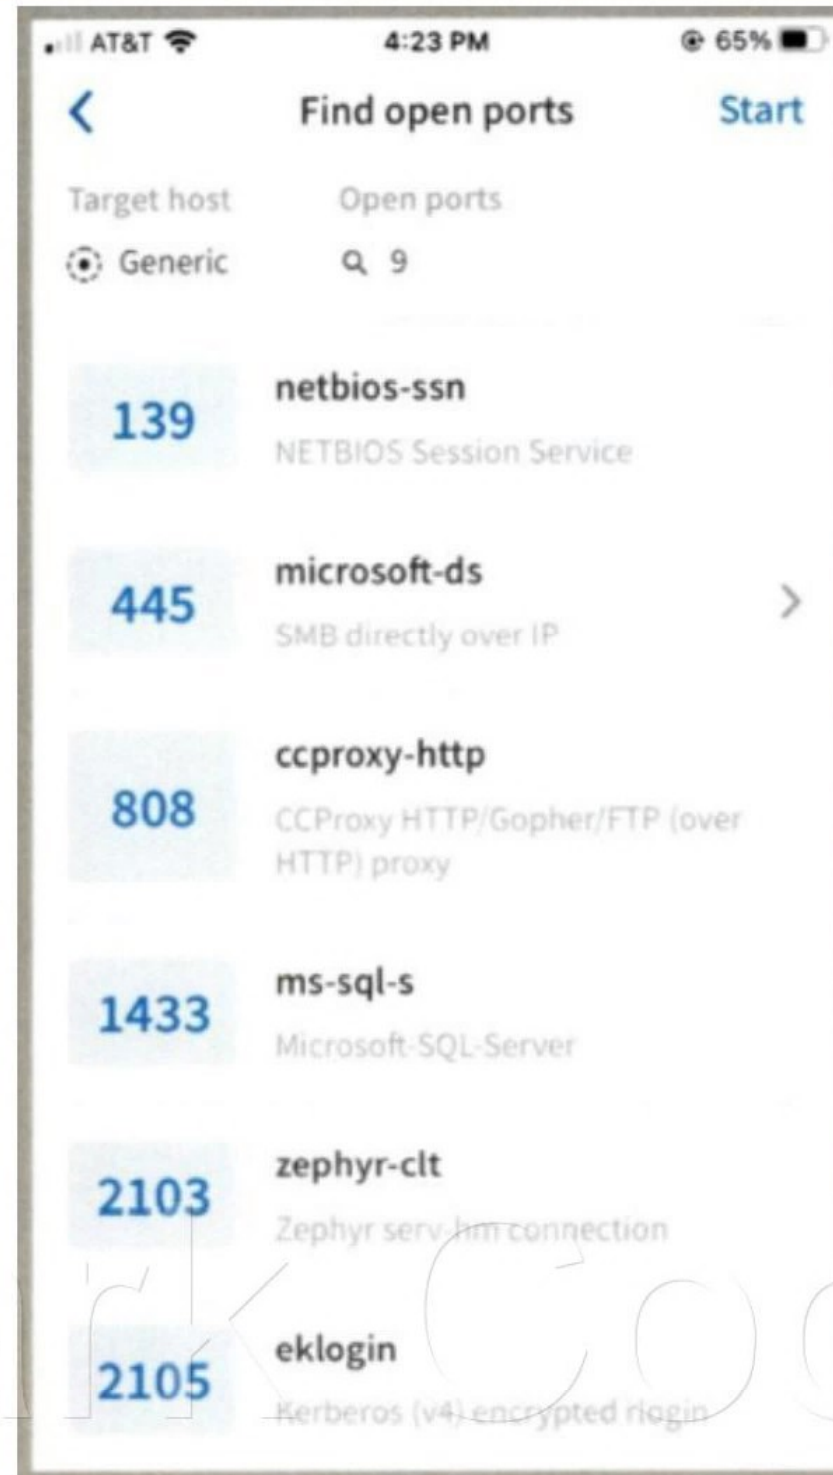 AT&T 4:23 PM 65%
Find open ports Start
Target host Open ports
Generic 9
139 netbios-ssn
NETBIOS Session Service
445 microsoft-ds
SMB directly over IP
808 ccproxy-http
CCProxy HTTP/Gopher/FTP (over
HTTP) proxy
1433 ms-sql-s
Microsoft-SQL-Server
2103 zephyr-clt
Zephyr serv-hm connection
2105 eklogin
Kerberos (v4) encrypted rlogin